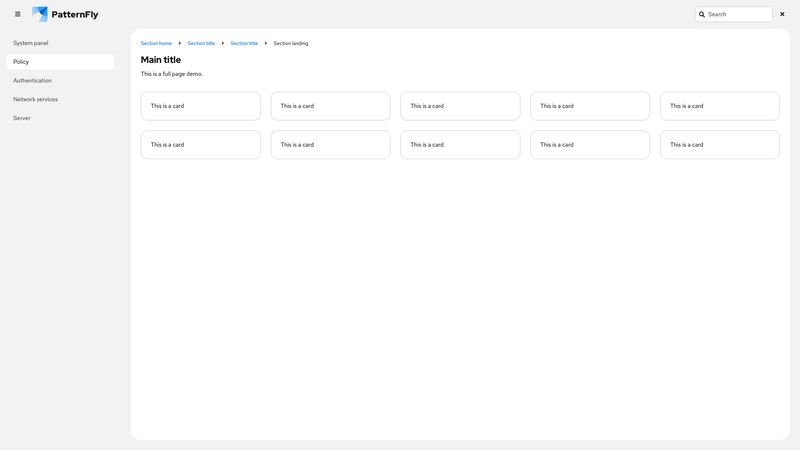 PatternFly
Search
System panel
Policy
Authentication
Network services
Server
Section home
Section title
Section title
Section landing
Main title
This is a full page demo.
This is a card
This is a card
This is a card
This is a card
This is a card
This is a card
This is a card
This is a card
This is a card
This is a card